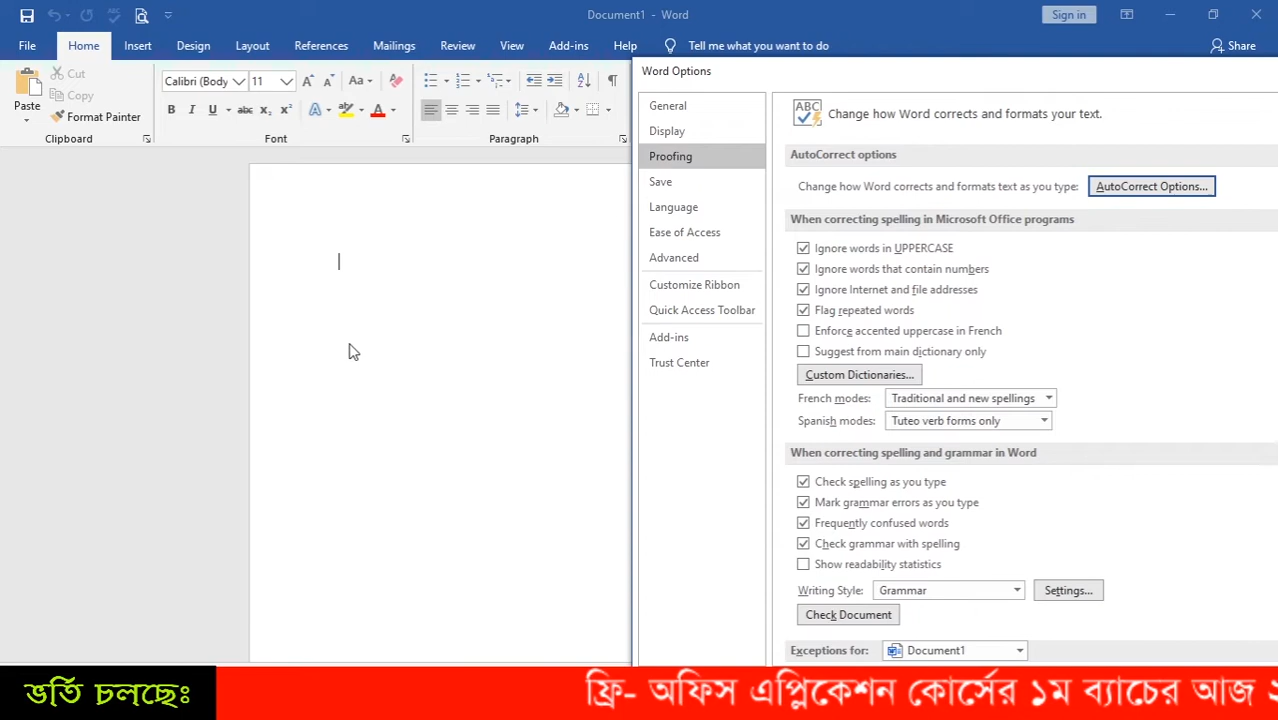 Document1 - Word
Sign in
File Home Insert Design Layout References Mailings Review View Add-ins Help Tell me what you want to do Share
Paste
Cut
Copy
Format Painter
Clipboard
Calibri (Body 11
Aa
B I U abc x₂ x²
A A
Font
Paragraph
Word Options
General
Display
Proofing
Save
Language
Ease of Access
Advanced
Customize Ribbon
Quick Access Toolbar
Add-ins
Trust Center
ABC
Change how Word corrects and formats your text.
AutoCorrect options
Change how Word corrects and formats text as you type: AutoCorrect Options...
When correcting spelling in Microsoft Office programs
Ignore words in UPPERCASE
Ignore words that contain numbers
Ignore Internet and file addresses
Flag repeated words
Enforce accented uppercase in French
Suggest from main dictionary only
Custom Dictionaries...
French modes: Traditional and new spellings
Spanish modes: Tuteo verb forms only
When correcting spelling and grammar in Word
Check spelling as you type
Mark grammar errors as you type
Frequently confused words
Check grammar with spelling
Show readability statistics
Writing Style: Grammar Settings...
Check Document
Exceptions for: Document1
ভর্তি চলছেঃ ফ্রি- অফিস এপ্লিকেশন কোর্সের ১ম ব্যাচের আজ